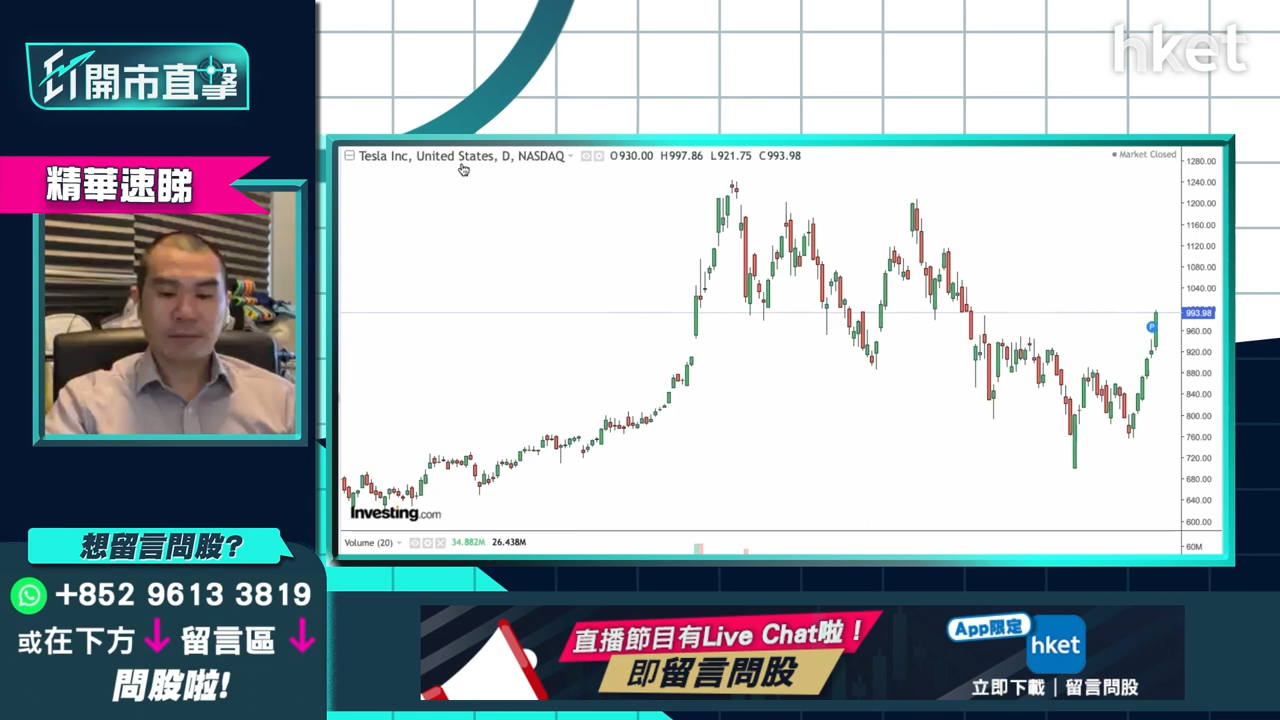 ET開市直擊
hket
精華速睇
Tesla Inc, United States, D, NASDAQ O930.00 H997.86 L921.75 C993.98
Market Closed
1280.00
1240.00
1200.00
1160.00
1120.00
1080.00
1040.00
993.98
960.00
920.00
880.00
840.00
800.00
760.00
720.00
680.00
640.00
600.00
P
Investing.com
Volume (20) 34.882M 26.438M
60M
想留言問股?
+852 9613 3819
或在下方 留言區
問股啦!
直播節目有Live Chat啦！
即留言問股
App限定
hket
立即下載｜留言問股